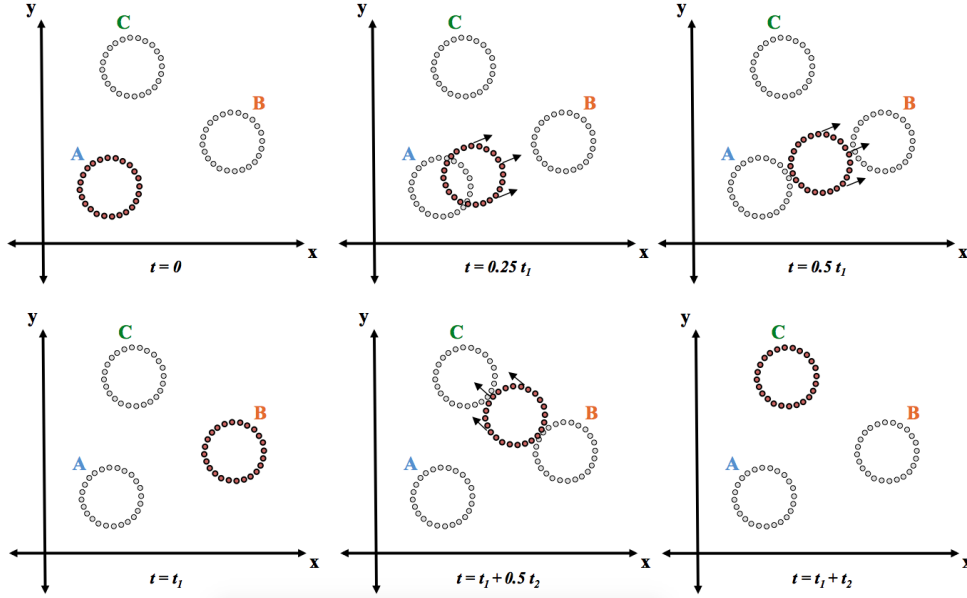 y
C
B
A
x
t = 0
y
C
B
A
x
t = 0.25 t₁
y
C
B
A
x
t = 0.5 t₁
y
C
B
A
x
t = t₁
y
C
B
A
x
t = t₁ + 0.5 t₂
y
C
B
A
x
t = t₁ + t₂